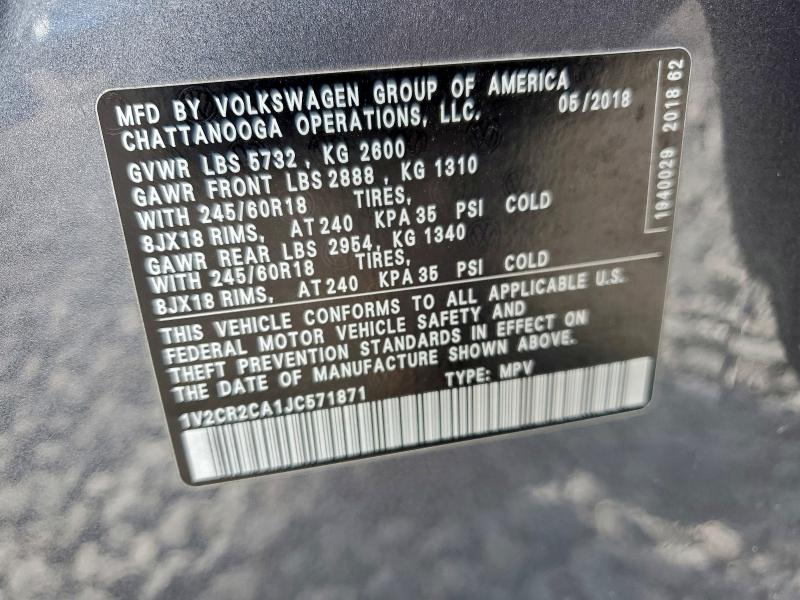 MFD BY VOLKSWAGEN GROUP OF AMERICA
CHATTANOOGA OPERATIONS, LLC. 05/2018
GVWR LBS 5732 , KG 2600
GAWR FRONT LBS 2888 , KG 1310
WITH 245/60R18 TIRES,
8JX18 RIMS, AT 240 KPA 35 PSI COLD
GAWR REAR LBS 2954, KG 1340
WITH 245/60R18 TIRES,
8JX18 RIMS, AT 240 KPA 35 PSI COLD
THIS VEHICLE CONFORMS TO ALL APPLICABLE U.S.
FEDERAL MOTOR VEHICLE SAFETY AND
THEFT PREVENTION STANDARDS IN EFFECT ON
THE DATE OF MANUFACTURE SHOWN ABOVE.
1V2CR2CA1JC571871 TYPE: MPV
1940029 2018 62